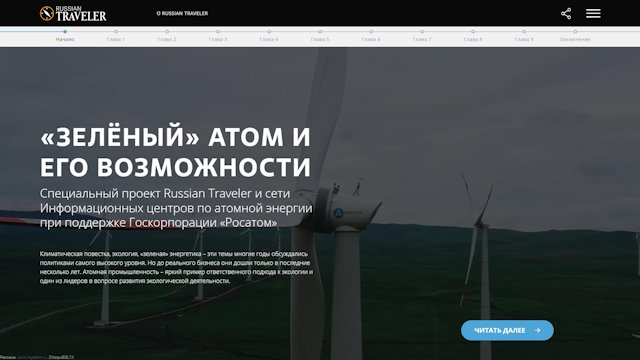 RUSSIAN
TRAVELER
О RUSSIAN TRAVELER
Начало
Глава 1
Глава 2
Глава 3
Глава 4
Глава 5
Глава 6
Глава 7
Глава 8
Глава 9
Заключение
«ЗЕЛЁНЫЙ» АТОМ И
ЕГО ВОЗМОЖНОСТИ
Специальный проект Russian Traveler и сети
Информационных центров по атомной энергии
при поддержке Госкорпорации «Росатом»
Климатическая повестка, экология, «зеленая» энергетика – эти темы многие годы обсуждались
политиками самого высокого уровня. Но до реального бизнеса они дошли только в последние
несколько лет. Атомная промышленность – яркий пример ответственного подхода к экологии и
один из лидеров в вопросе развития экологической деятельности.
ЧИТАТЬ ДАЛЕЕ
Реклама.